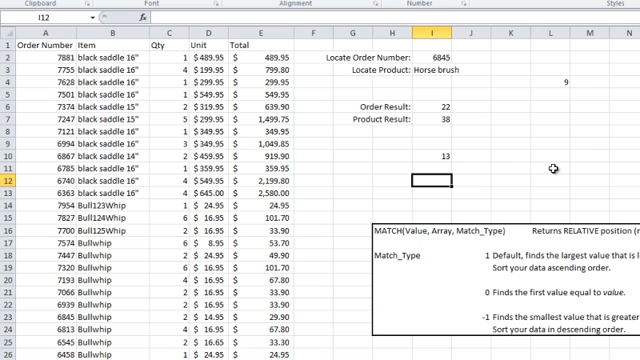 Clipboard Font Alignment Number Styles
I12 fx
A B C D E F G H I J K L M N
1 Order Number Item Qty Unit Total
2 7881 black saddle 16" 1 $ 489.95 $ 489.95 Locate Order Number: 6845
3 7755 black saddle 16" 4 $ 199.95 $ 799.80 Locate Product: Horse brush
4 7628 black saddle 16" 1 $ 299.95 $ 299.95 9
5 7501 black saddle 16" 1 $ 549.95 $ 549.95
6 7374 black saddle 15" 2 $ 319.95 $ 639.90 Order Result: 22
7 7247 black saddle 16" 5 $ 299.95 $ 1,499.75 Product Result: 38
8 7121 black saddle 16" 1 $ 349.95 $ 349.95
9 6994 black saddle 16" 3 $ 349.95 $ 1,049.85
10 6867 black saddle 16" 2 $ 459.95 $ 919.90 13
11 6785 black saddle 16" 1 $ 359.95 $ 359.95
12 6740 black saddle 16" 4 $ 549.95 $ 2,199.80
13 6363 black saddle 16" 4 $ 645.00 $ 2,580.00
14 7954 Bull123Whip 1 $ 24.95 $ 24.95
15 7827 Bull124Whip 6 $ 16.95 $ 101.70
16 7700 Bull125Whip 2 $ 16.95 $ 33.90 MATCH(Value, Array, Match_Type) Returns RELATIVE position
17 7574 Bullwhip 6 $ 8.95 $ 53.70
18 7447 Bullwhip 2 $ 24.95 $ 49.90 Match_Type 1 Default, finds the largest value that is
19 7320 Bullwhip 6 $ 16.95 $ 101.70 Sort your data ascending order.
20 7193 Bullwhip 4 $ 16.95 $ 67.80
21 7066 Bullwhip 2 $ 16.95 $ 33.90 0 Finds the first value equal to value.
22 6939 Bullwhip 2 $ 16.95 $ 33.90
23 6845 Bullwhip 2 $ 14.95 $ 29.90 -1 Finds the smallest value that is greater
24 6813 Bullwhip 4 $ 16.95 $ 67.80 Sort your data in descending order.
25 6545 Bullwhip 2 $ 16.65 $ 33.30
26 6458 Bullwhip 1 $ 24.95 $ 24.95